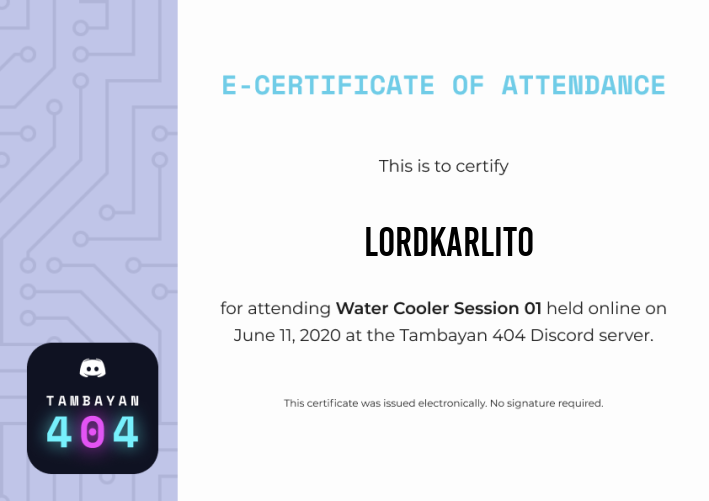 E-CERTIFICATE OF ATTENDANCE
This is to certify
LORDKARLITO
for attending Water Cooler Session 01 held online on
June 11, 2020 at the Tambayan 404 Discord server.
This certificate was issued electronically. No signature required.
TAMBAYAN
404